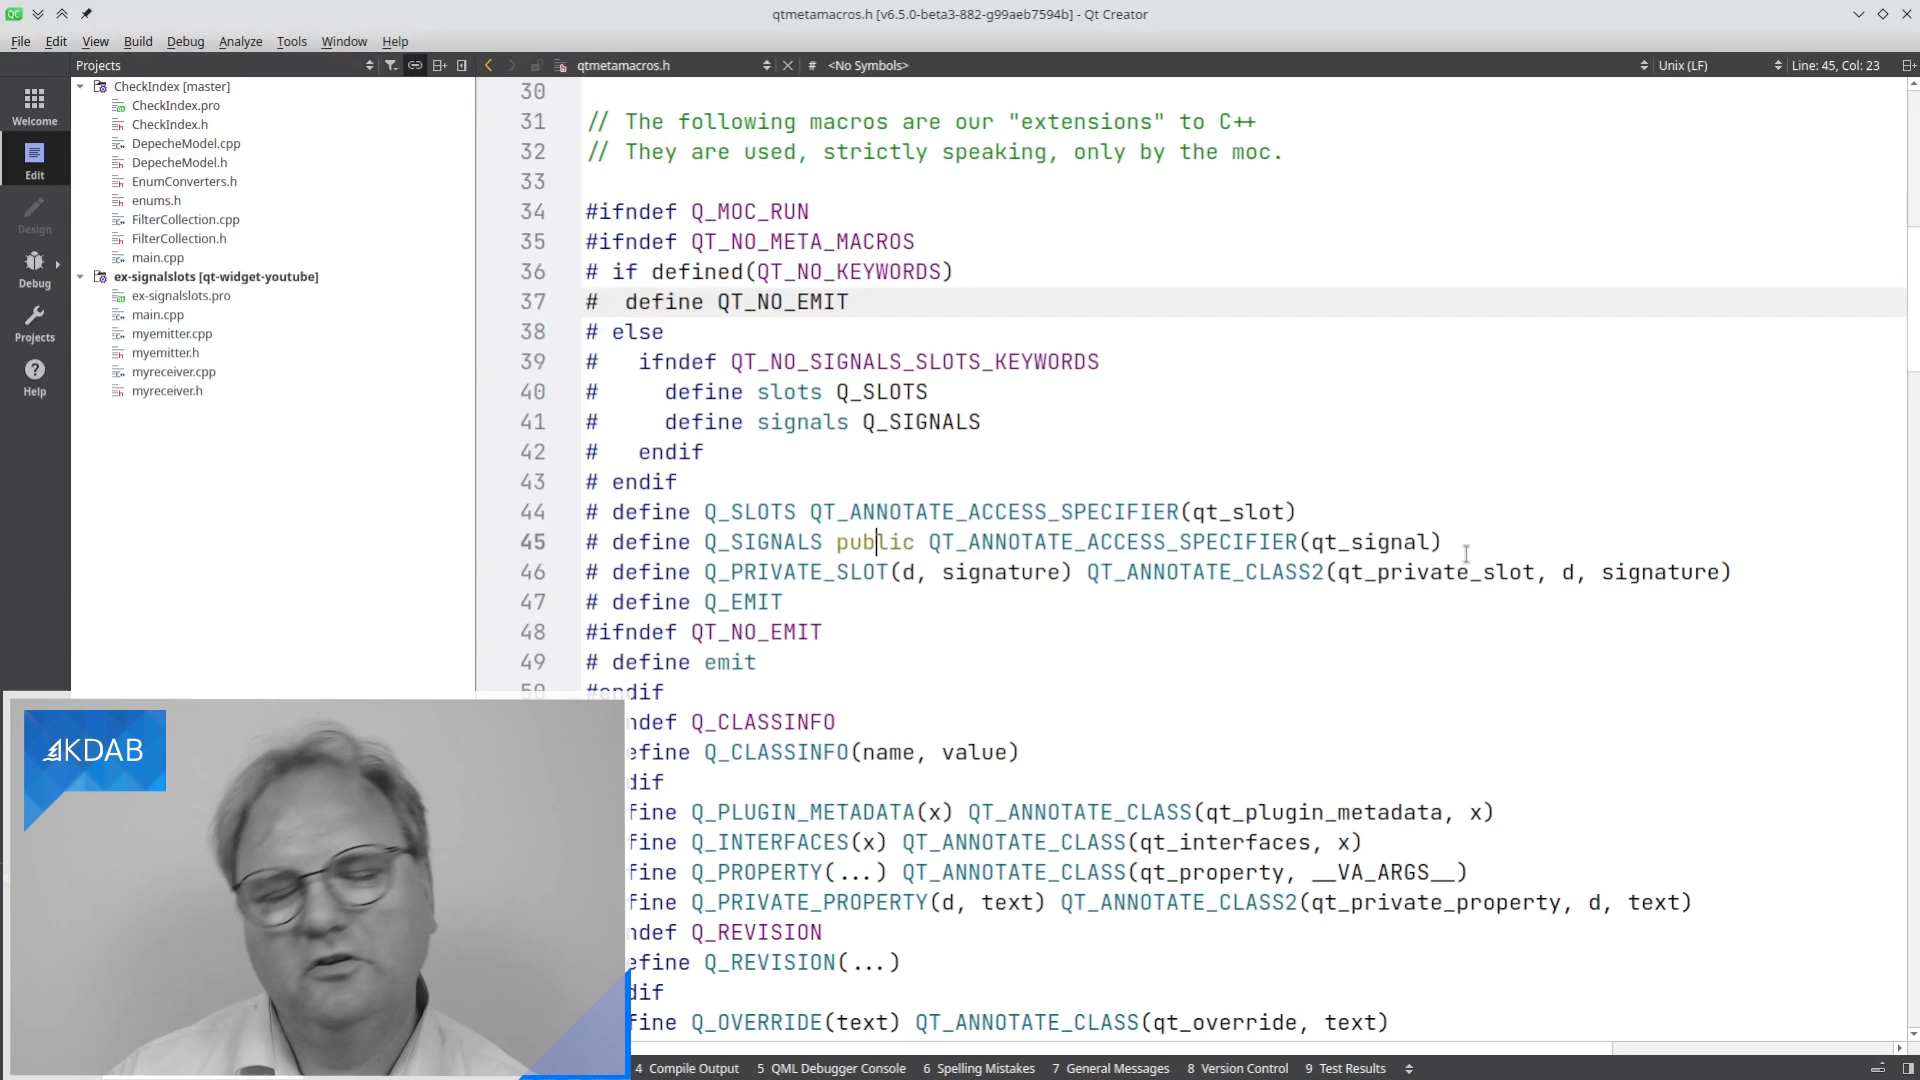 qtmetamacros.h [v6.5.0-beta3-882-g99aeb7594b] - Qt Creator
File Edit View Build Debug Analyze Tools Window Help
Projects
qtmetamacros.h
# <No Symbols>
Unix (LF)
Line: 45, Col: 23
Welcome
Edit
Design
Debug
Projects
Help
CheckIndex [master]
CheckIndex.pro
CheckIndex.h
DepecheModel.cpp
DepecheModel.h
EnumConverters.h
enums.h
FilterCollection.cpp
FilterCollection.h
main.cpp
ex-signalslots [qt-widget-youtube]
ex-signalslots.pro
main.cpp
myemitter.cpp
myemitter.h
myreceiver.cpp
myreceiver.h
30
31 // The following macros are our "extensions" to C++
32 // They are used, strictly speaking, only by the moc.
33
34 #ifndef Q_MOC_RUN
35 #ifndef QT_NO_META_MACROS
36 # if defined(QT_NO_KEYWORDS)
37 #  define QT_NO_EMIT
38 # else
39 #   ifndef QT_NO_SIGNALS_SLOTS_KEYWORDS
40 #     define slots Q_SLOTS
41 #     define signals Q_SIGNALS
42 #   endif
43 # endif
44 # define Q_SLOTS QT_ANNOTATE_ACCESS_SPECIFIER(qt_slot)
45 # define Q_SIGNALS public QT_ANNOTATE_ACCESS_SPECIFIER(qt_signal)
46 # define Q_PRIVATE_SLOT(d, signature) QT_ANNOTATE_CLASS2(qt_private_slot, d, signature)
47 # define Q_EMIT
48 #ifndef QT_NO_EMIT
49 # define emit
50 #endif
ndef Q_CLASSINFO
efine Q_CLASSINFO(name, value)
dif
fine Q_PLUGIN_METADATA(x) QT_ANNOTATE_CLASS(qt_plugin_metadata, x)
fine Q_INTERFACES(x) QT_ANNOTATE_CLASS(qt_interfaces, x)
fine Q_PROPERTY(...) QT_ANNOTATE_CLASS(qt_property, __VA_ARGS__)
fine Q_PRIVATE_PROPERTY(d, text) QT_ANNOTATE_CLASS2(qt_private_property, d, text)
ndef Q_REVISION
efine Q_REVISION(...)
dif
fine Q_OVERRIDE(text) QT_ANNOTATE_CLASS(qt_override, text)
KDAB
4 Compile Output 5 QML Debugger Console 6 Spelling Mistakes 7 General Messages 8 Version Control 9 Test Results